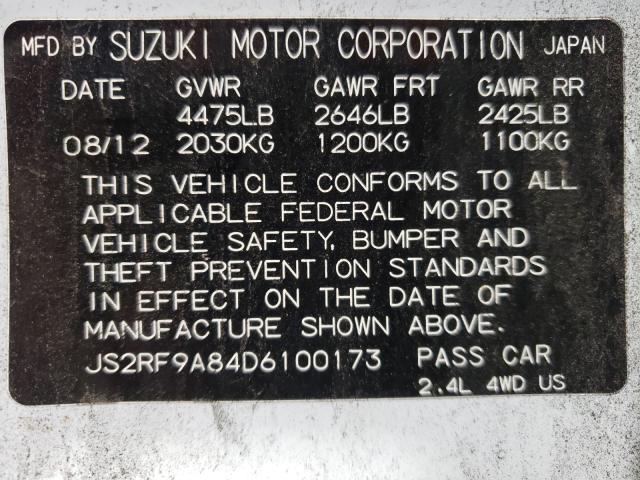 MFD BY SUZUKI MOTOR CORPORATION JAPAN
DATE GVWR GAWR FRT GAWR RR
4475LB 2646LB 2425LB
08/12 2030KG 1200KG 1100KG
THIS VEHICLE CONFORMS TO ALL
APPLICABLE FEDERAL MOTOR
VEHICLE SAFETY, BUMPER AND
THEFT PREVENTION STANDARDS
IN EFFECT ON THE DATE OF
MANUFACTURE SHOWN ABOVE.
JS2RF9A84D6100173 PASS CAR
2.4L 4WD US